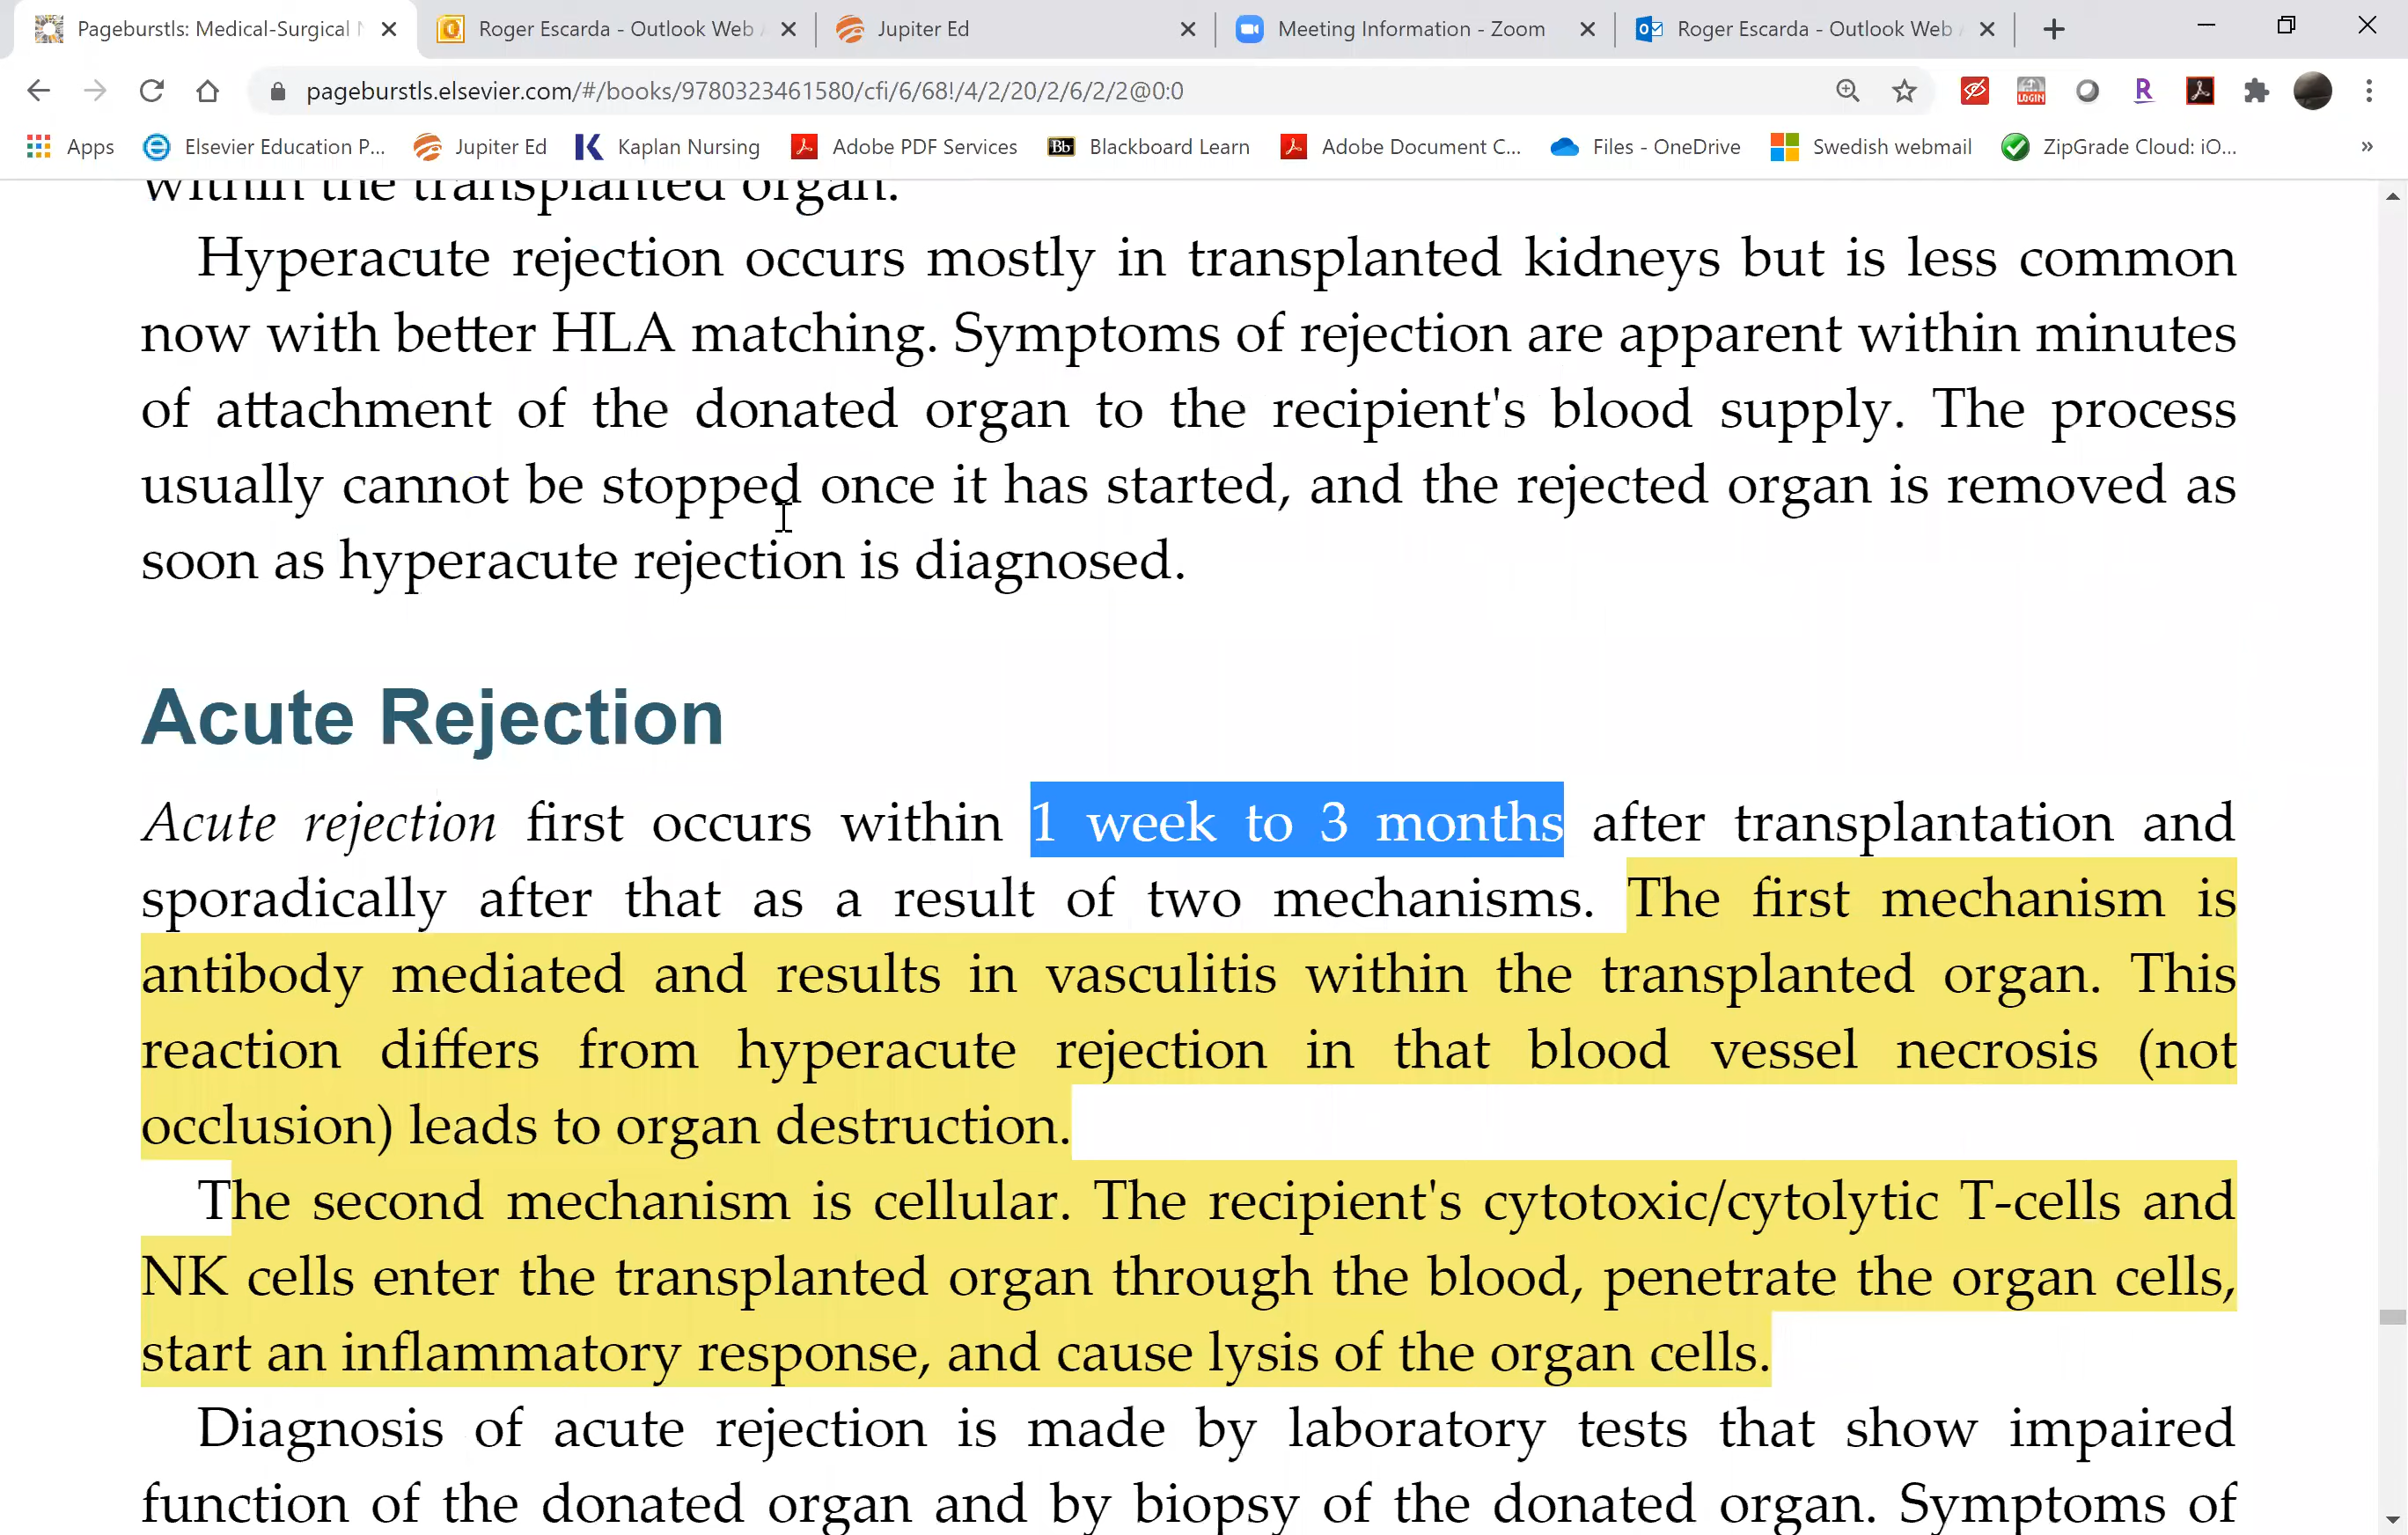 Pageburstls: Medical-Surgical
Roger Escarda - Outlook Web
Jupiter Ed
Meeting Information - Zoom
Roger Escarda - Outlook Web
pageburstls.elsevier.com/#/books/9780323461580/cfi/6/68!/4/2/20/2/6/2/2@0:0
LOGIN
R
Apps
Elsevier Education P...
Jupiter Ed
Kaplan Nursing
Adobe PDF Services
Bb
Blackboard Learn
Adobe Document C...
Files - OneDrive
Swedish webmail
ZipGrade Cloud: iO...
»
within the transplanted organ.
Hyperacute rejection occurs mostly in transplanted kidneys but is less common
now with better HLA matching. Symptoms of rejection are apparent within minutes
of attachment of the donated organ to the recipient's blood supply. The process
usually cannot be stopped once it has started, and the rejected organ is removed as
soon as hyperacute rejection is diagnosed.
Acute Rejection
Acute rejection first occurs within 1 week to 3 months after transplantation and
sporadically after that as a result of two mechanisms. The first mechanism is
antibody mediated and results in vasculitis within the transplanted organ. This
reaction differs from hyperacute rejection in that blood vessel necrosis (not
occlusion) leads to organ destruction.
The second mechanism is cellular. The recipient's cytotoxic/cytolytic T-cells and
NK cells enter the transplanted organ through the blood, penetrate the organ cells,
start an inflammatory response, and cause lysis of the organ cells.
Diagnosis of acute rejection is made by laboratory tests that show impaired
function of the donated organ and by biopsy of the donated organ. Symptoms of